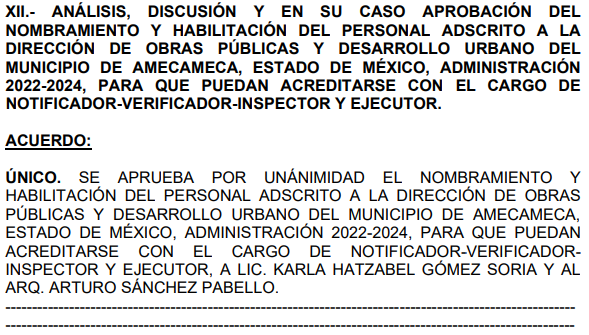 XII.- ANÁLISIS, DISCUSIÓN Y EN SU CASO APROBACIÓN DEL
NOMBRAMIENTO Y HABILITACIÓN DEL PERSONAL ADSCRITO A LA
DIRECCIÓN DE OBRAS PÚBLICAS Y DESARROLLO URBANO DEL
MUNICIPIO DE AMECAMECA, ESTADO DE MÉXICO, ADMINISTRACIÓN
2022-2024, PARA QUE PUEDAN ACREDITARSE CON EL CARGO DE
NOTIFICADOR-VERIFICADOR-INSPECTOR Y EJECUTOR.
ACUERDO:
ÚNICO. SE APRUEBA POR UNÁNIMIDAD EL NOMBRAMIENTO Y
HABILITACIÓN DEL PERSONAL ADSCRITO A LA DIRECCIÓN DE OBRAS
PÚBLICAS Y DESARROLLO URBANO DEL MUNICIPIO DE AMECAMECA,
ESTADO DE MÉXICO, ADMINISTRACIÓN 2022-2024, PARA QUE PUEDAN
ACREDITARSE CON EL CARGO DE NOTIFICADOR-VERIFICADOR-
INSPECTOR Y EJECUTOR, A LIC. KARLA HATZABEL GÓMEZ SORIA Y AL
ARQ. ARTURO SÁNCHEZ PABELLO.